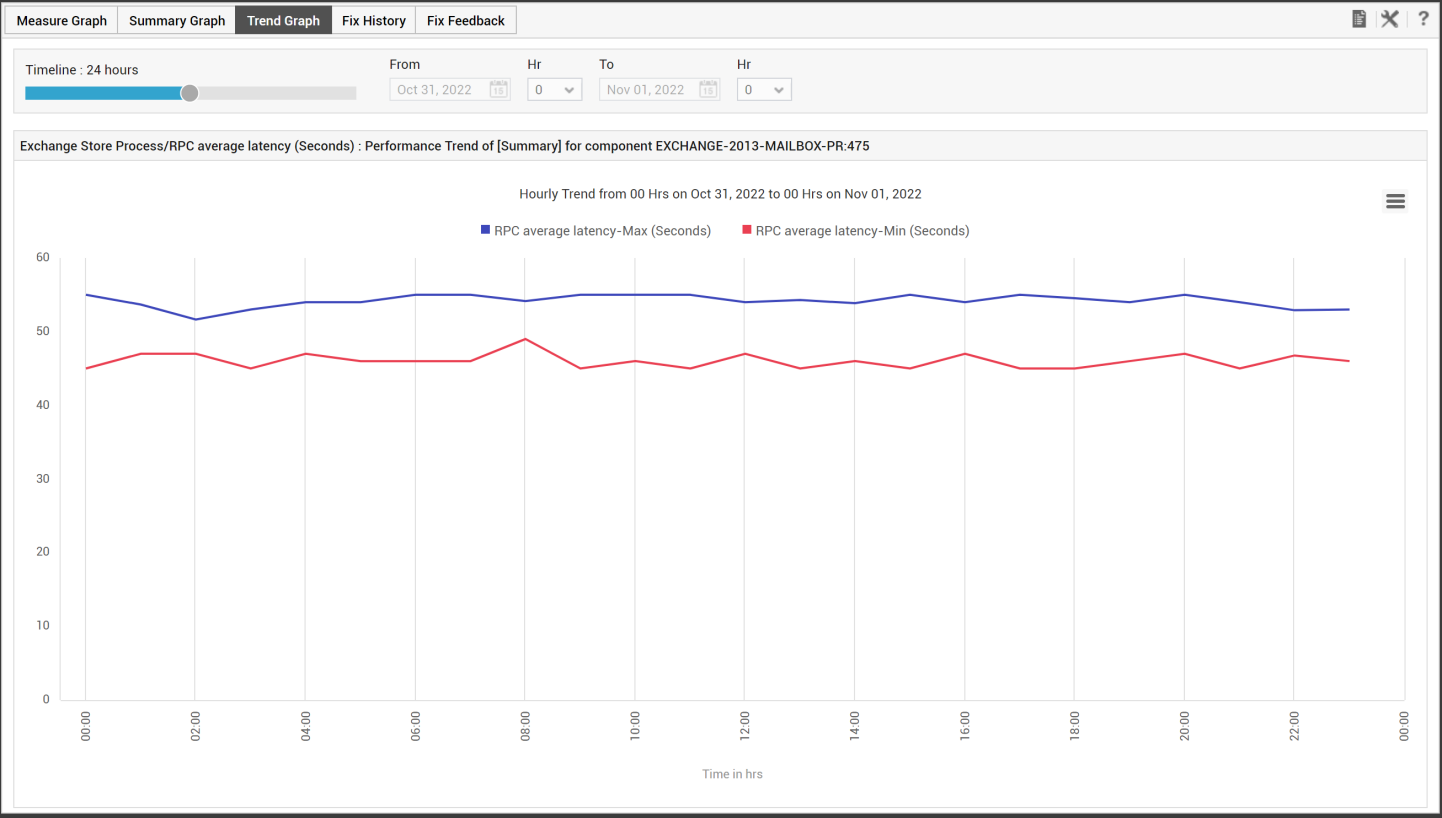 Measure Graph Summary Graph Trend Graph Fix History Fix Feedback ?
Timeline : 24 hours
From Hr To Hr
Oct 31, 2022 15 0 Nov 01, 2022 15 0
Exchange Store Process/RPC average latency (Seconds) : Performance Trend of [Summary] for component EXCHANGE-2013-MAILBOX-PR:475
Hourly Trend from 00 Hrs on Oct 31, 2022 to 00 Hrs on Nov 01, 2022
RPC average latency-Max (Seconds) RPC average latency-Min (Seconds)
60
50
40
30
20
10
0
00:00 02:00 04:00 06:00 08:00 10:00 12:00 14:00 16:00 18:00 20:00 22:00 00:00
Time in hrs